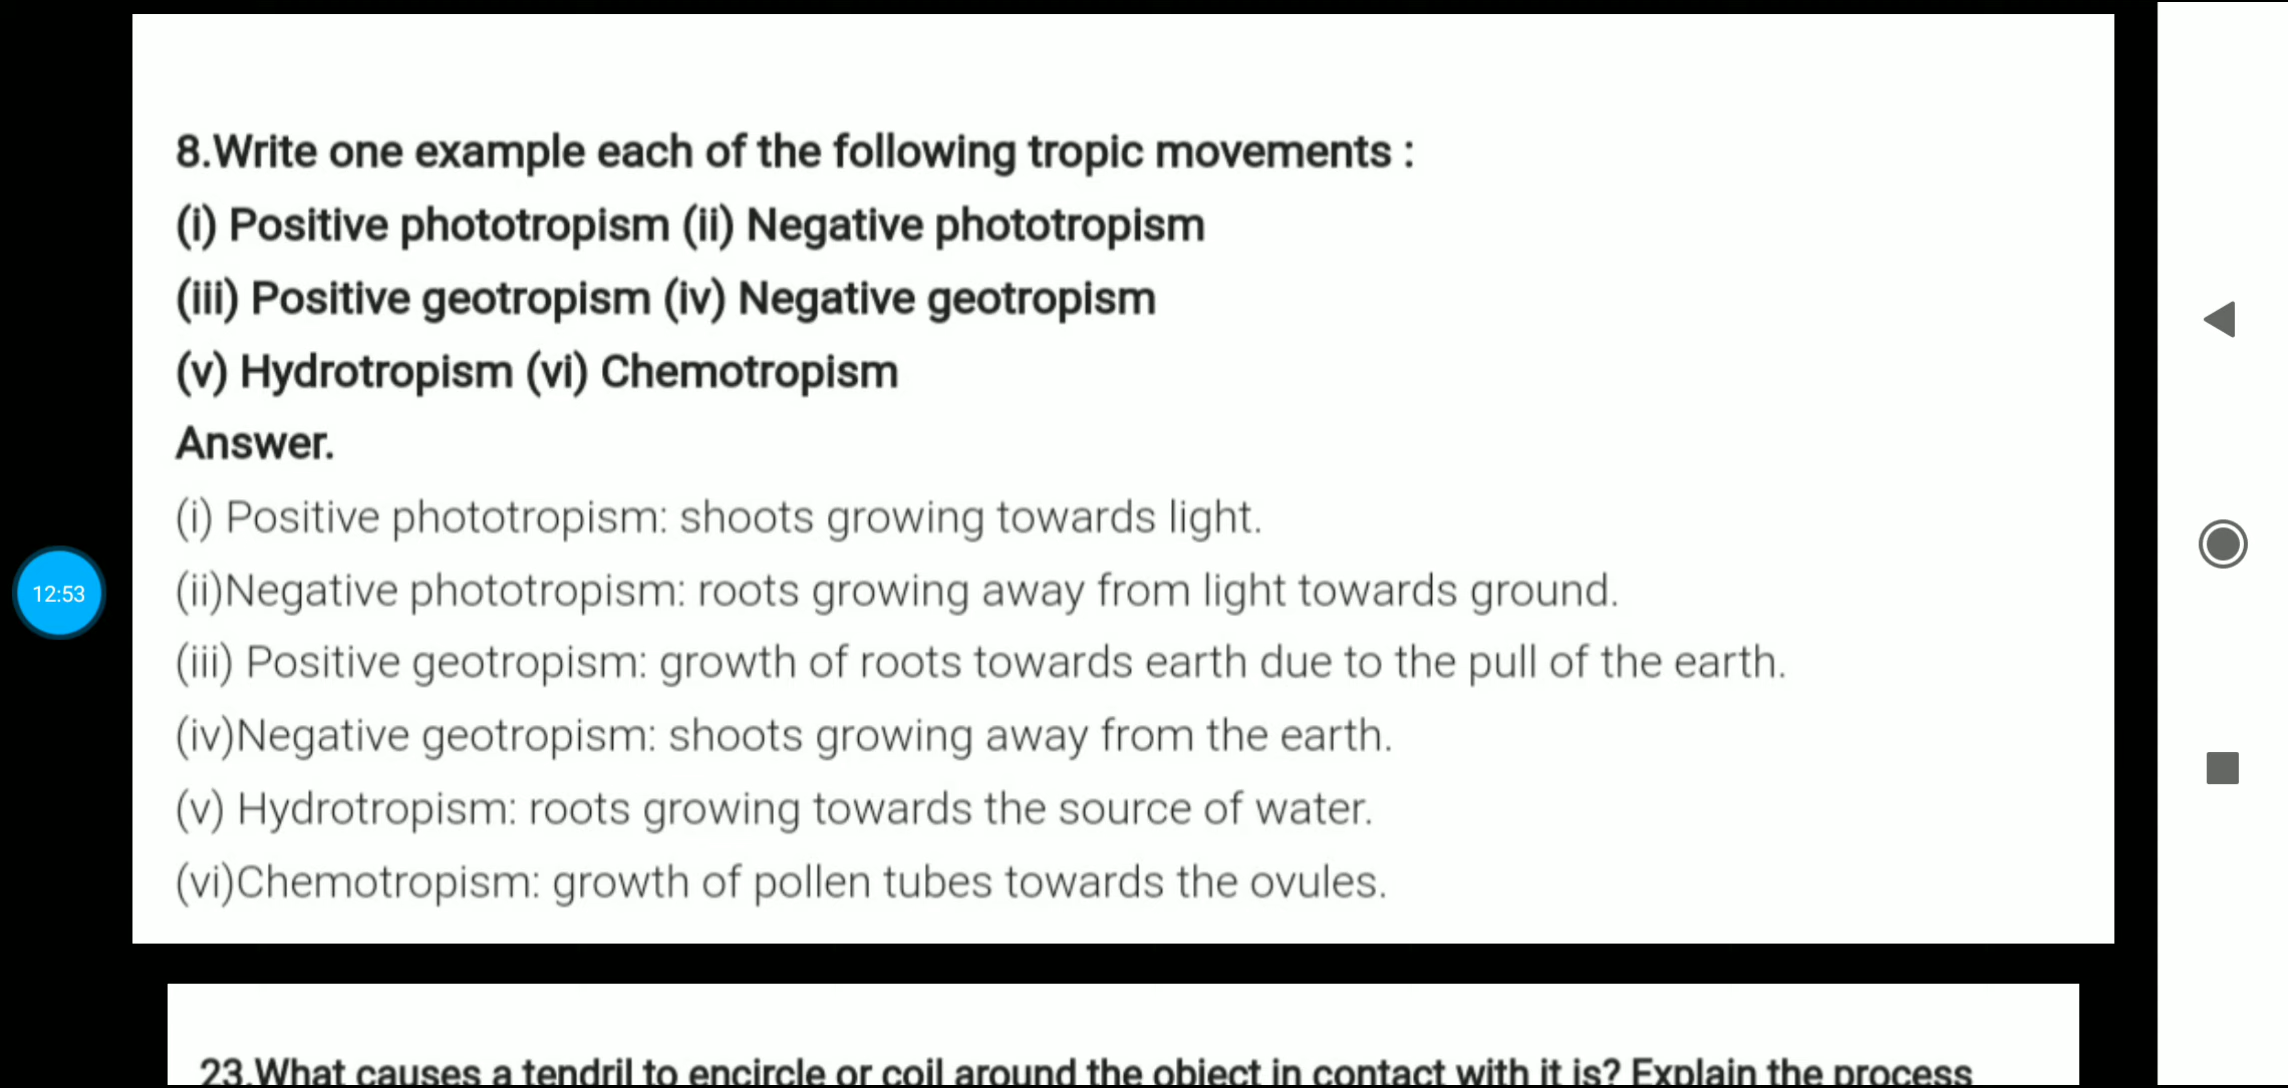 8.Write one example each of the following tropic movements :
(i) Positive phototropism (ii) Negative phototropism
(iii) Positive geotropism (iv) Negative geotropism
(v) Hydrotropism (vi) Chemotropism
Answer.
(i) Positive phototropism: shoots growing towards light.
(ii)Negative phototropism: roots growing away from light towards ground.
(iii) Positive geotropism: growth of roots towards earth due to the pull of the earth.
(iv)Negative geotropism: shoots growing away from the earth.
(v) Hydrotropism: roots growing towards the source of water.
(vi)Chemotropism: growth of pollen tubes towards the ovules.
12:53
23.What causes a tendril to encircle or coil around the object in contact with it is? Explain the process